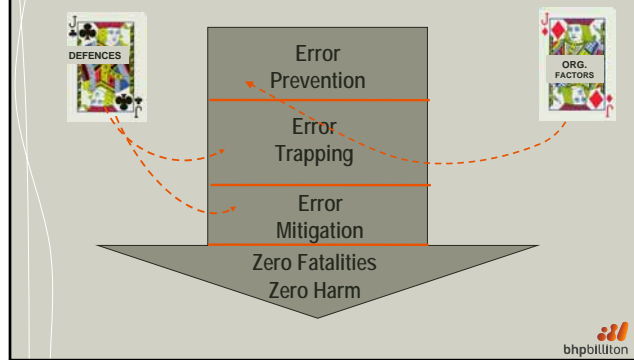 J
DEFENCES
J
Error
Prevention
J
ORG.
FACTORS
J
Error
Trapping
Error
Mitigation
Zero Fatalities
Zero Harm
bhpbilliton